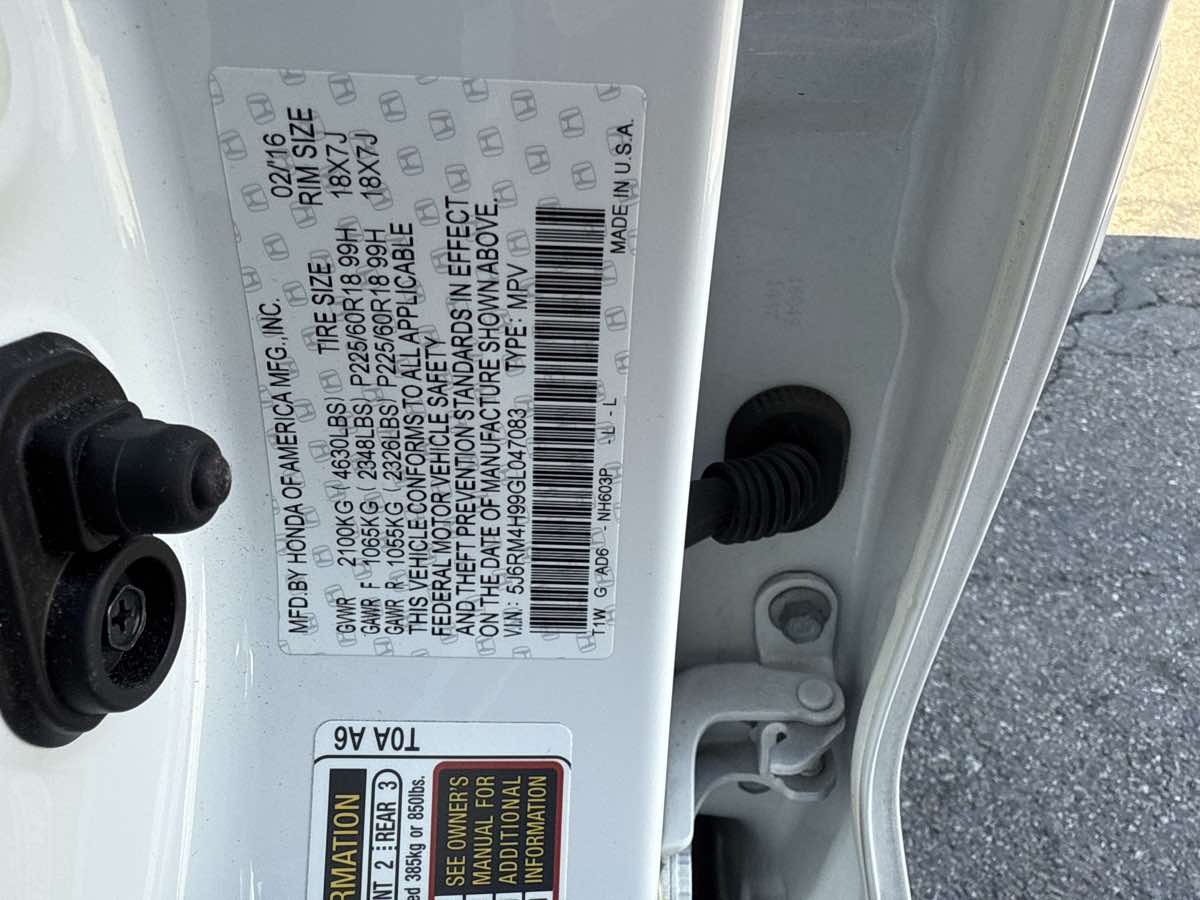 MFD.BY HONDA OF AMERICA MFG.,INC. 02/'16
TIRE SIZE RIM SIZE
GVWR 2100KG( 4630LBS)
GAWR F 1065KG( 2348LBS) P225/60R18 99H 18X7J
GAWR R 1055KG( 2326LBS) P225/60R18 99H 18X7J
THIS VEHICLE CONFORMS TO ALL APPLICABLE
FEDERAL MOTOR VEHICLE SAFETY
AND THEFT PREVENTION STANDARDS IN EFFECT
ON THE DATE OF MANUFACTURE SHOWN ABOVE.
V.I.N: 5J6RM4H999GL047083 TYPE: MRV
T1W G AD6 - NH603P - L
MADE IN U.S.A.
T0A A6
RMATION
NT 2 REAR 3
ed 385kg or 850lbs.
SEE OWNER'S
MANUAL FOR
ADDITIONAL
INFORMATION